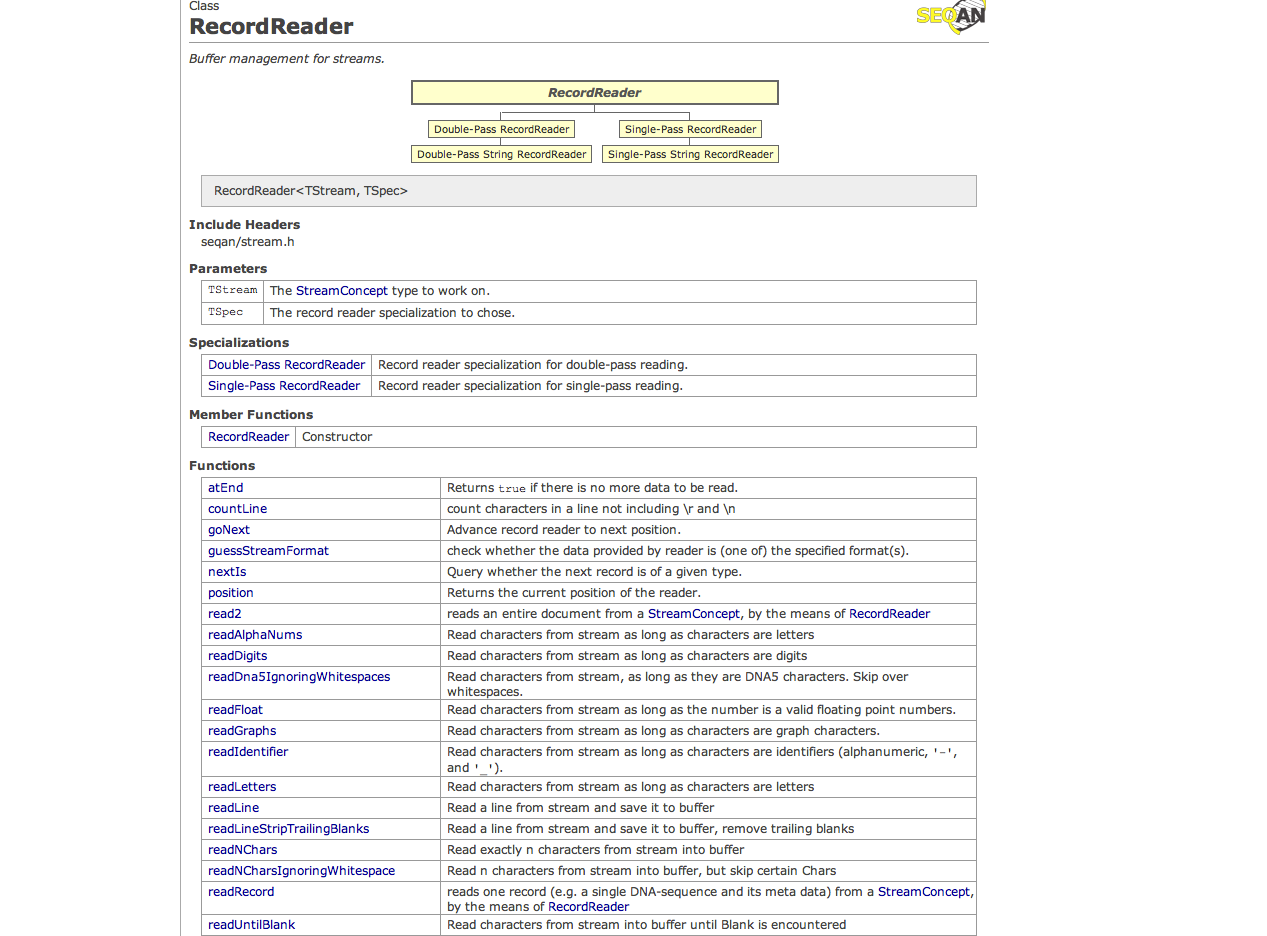 Class
RecordReader
SEQAN
Buffer management for streams.
RecordReader
Double-Pass RecordReader
Single-Pass RecordReader
Double-Pass String RecordReader
Single-Pass String RecordReader
RecordReader<TStream, TSpec>
Include Headers
seqan/stream.h
Parameters
TStream The StreamConcept type to work on.
TSpec The record reader specialization to chose.
Specializations
Double-Pass RecordReader Record reader specialization for double-pass reading.
Single-Pass RecordReader Record reader specialization for single-pass reading.
Member Functions
RecordReader Constructor
Functions
atEnd Returns true if there is no more data to be read.
countLine count characters in a line not including \r and \n
goNext Advance record reader to next position.
guessStreamFormat check whether the data provided by reader is (one of) the specified format(s).
nextIs Query whether the next record is of a given type.
position Returns the current position of the reader.
read2 reads an entire document from a StreamConcept, by the means of RecordReader
readAlphaNums Read characters from stream as long as characters are letters
readDigits Read characters from stream as long as characters are digits
readDna5IgnoringWhitespaces Read characters from stream, as long as they are DNA5 characters. Skip over
whitespaces.
readFloat Read characters from stream as long as the number is a valid floating point numbers.
readGraphs Read characters from stream as long as characters are graph characters.
readIdentifier Read characters from stream as long as characters are identifiers (alphanumeric, '-',
and '_').
readLetters Read characters from stream as long as characters are letters
readLine Read a line from stream and save it to buffer
readLineStripTrailingBlanks Read a line from stream and save it to buffer, remove trailing blanks
readNChars Read exactly n characters from stream into buffer
readNCharsIgnoringWhitespace Read n characters from stream into buffer, but skip certain Chars
readRecord reads one record (e.g. a single DNA-sequence and its meta data) from a StreamConcept,
by the means of RecordReader
readUntilBlank Read characters from stream into buffer until Blank is encountered